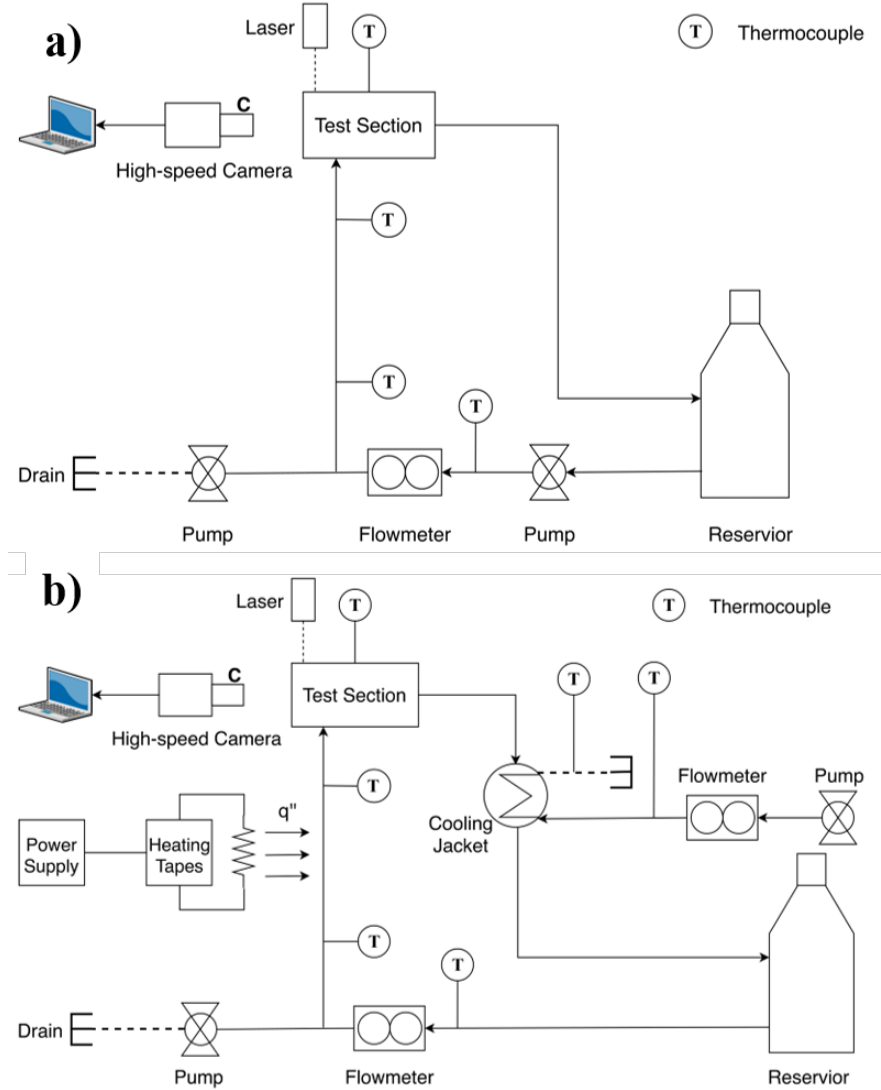 a)
Laser
T
T
Thermocouple
C
High-speed Camera
Test Section
T
T
T
Drain
Pump
Flowmeter
Pump
Reservior
b)
Laser
T
T
Thermocouple
C
High-speed Camera
Test Section
T
T
T
Flowmeter
Pump
Cooling
Jacket
Power
Supply
Heating
Tapes
q"
T
T
Drain
Pump
Flowmeter
Reservior